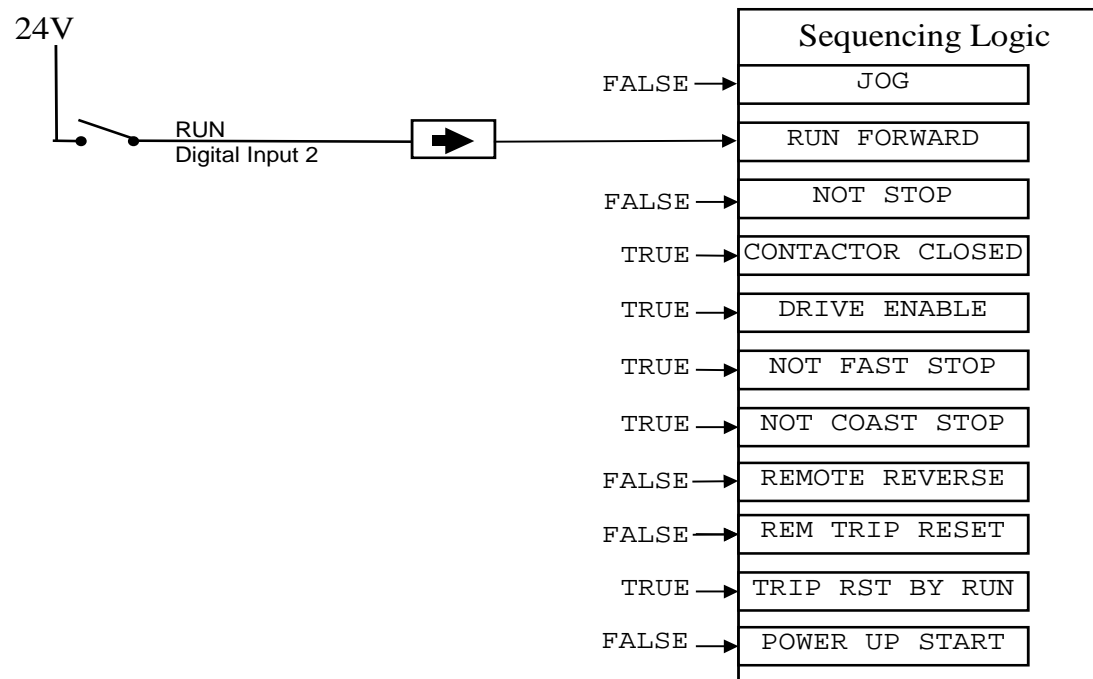 24V
Sequencing Logic
FALSE JOG
RUN
Digital Input 2
RUN FORWARD
FALSE NOT STOP
TRUE CONTACTOR CLOSED
TRUE DRIVE ENABLE
TRUE NOT FAST STOP
TRUE NOT COAST STOP
FALSE REMOTE REVERSE
FALSE REM TRIP RESET
TRUE TRIP RST BY RUN
FALSE POWER UP START